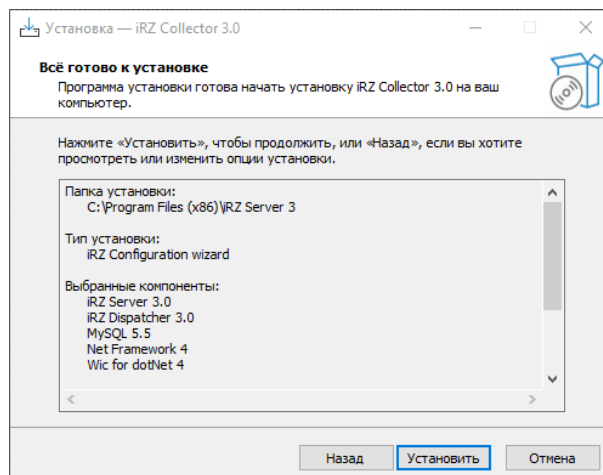 Установка — iRZ Collector 3.0
Всё готово к установке
Программа установки готова начать установку iRZ Collector 3.0 на ваш
компьютер.
Нажмите «Установить», чтобы продолжить, или «Назад», если вы хотите
просмотреть или изменить опции установки.
Папка установки:
C:\Program Files (x86)\iRZ Server 3
Тип установки:
iRZ Configuration wizard
Выбранные компоненты:
iRZ Server 3.0
iRZ Dispatcher 3.0
MySQL 5.5
Net Framework 4
Wic for dotNet 4
Назад Установить Отмена